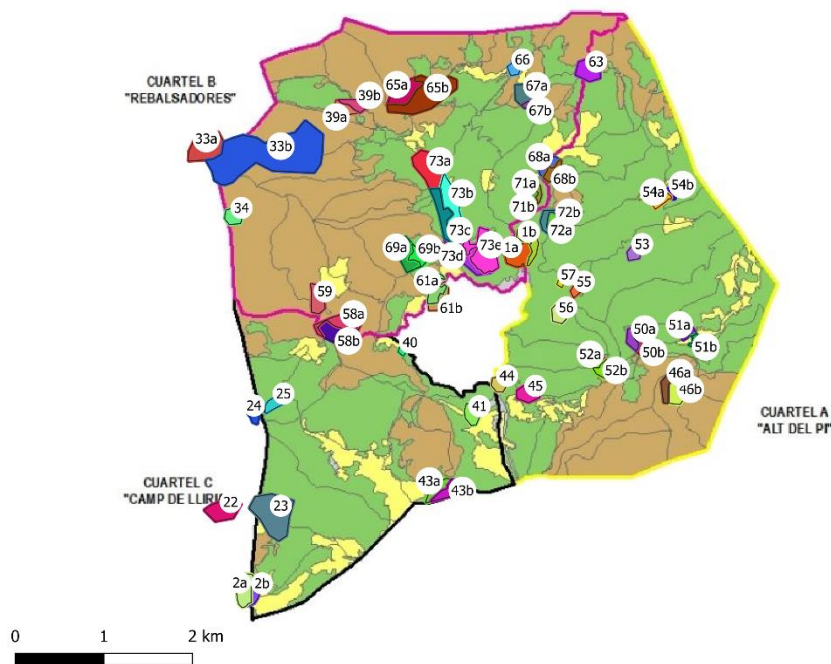 66
63
CUARTEL B
"REBALSADORES"
65a
65b
67a
39b
67b
39a
33a
33b
73a
68a
68b
71a
54a
54b
73b
71b
72b
34
73c
1b
72a
69a
69b
73e
1a
53
73d
61a
57
55
59
61b
56
58a
58b
40
50a
51a
50b
51b
52a
52b
46a
44
45
46b
25
24
41
CUARTEL A
"ALT DEL PI"
CUARTEL C
"CAMP DE LLIRI
43a
43b
22
23
2a
2b
0 1 2 km